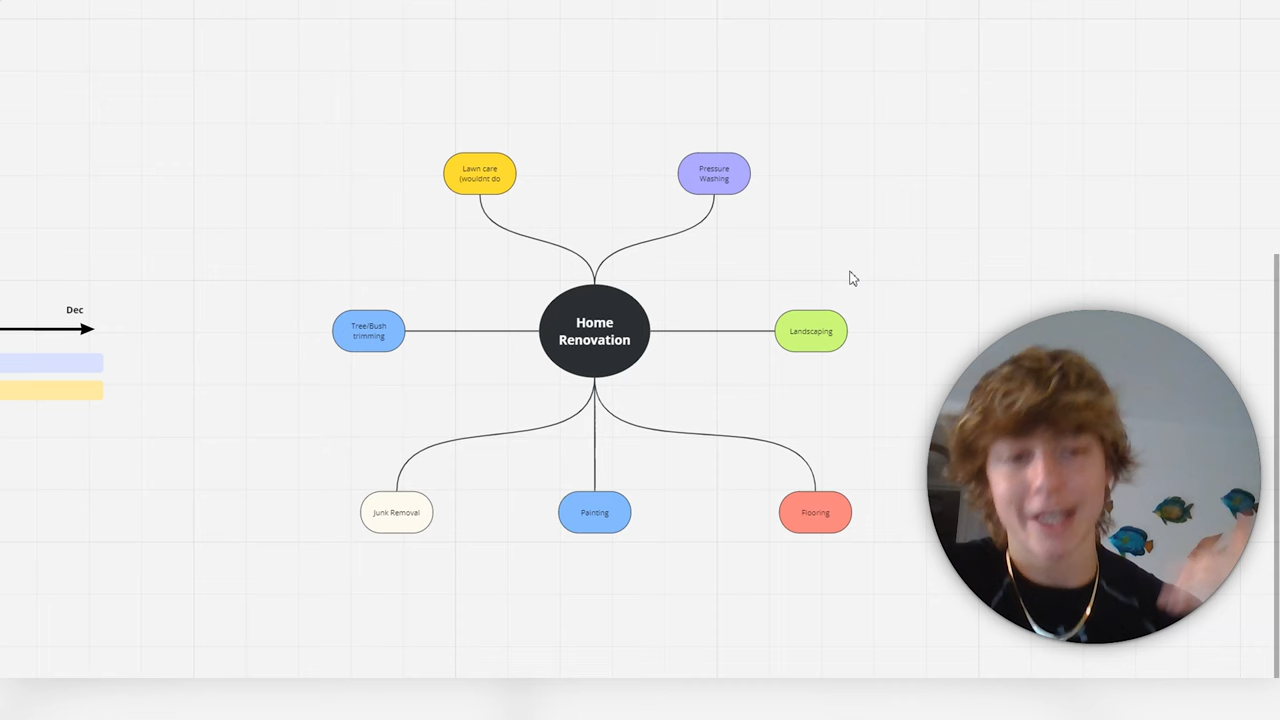 Lawn care
(wouldnt do
Pressure
Washing
Dec
Tree/Bush
trimming
Home
Renovation
Landscaping
Junk Removal
Painting
Flooring